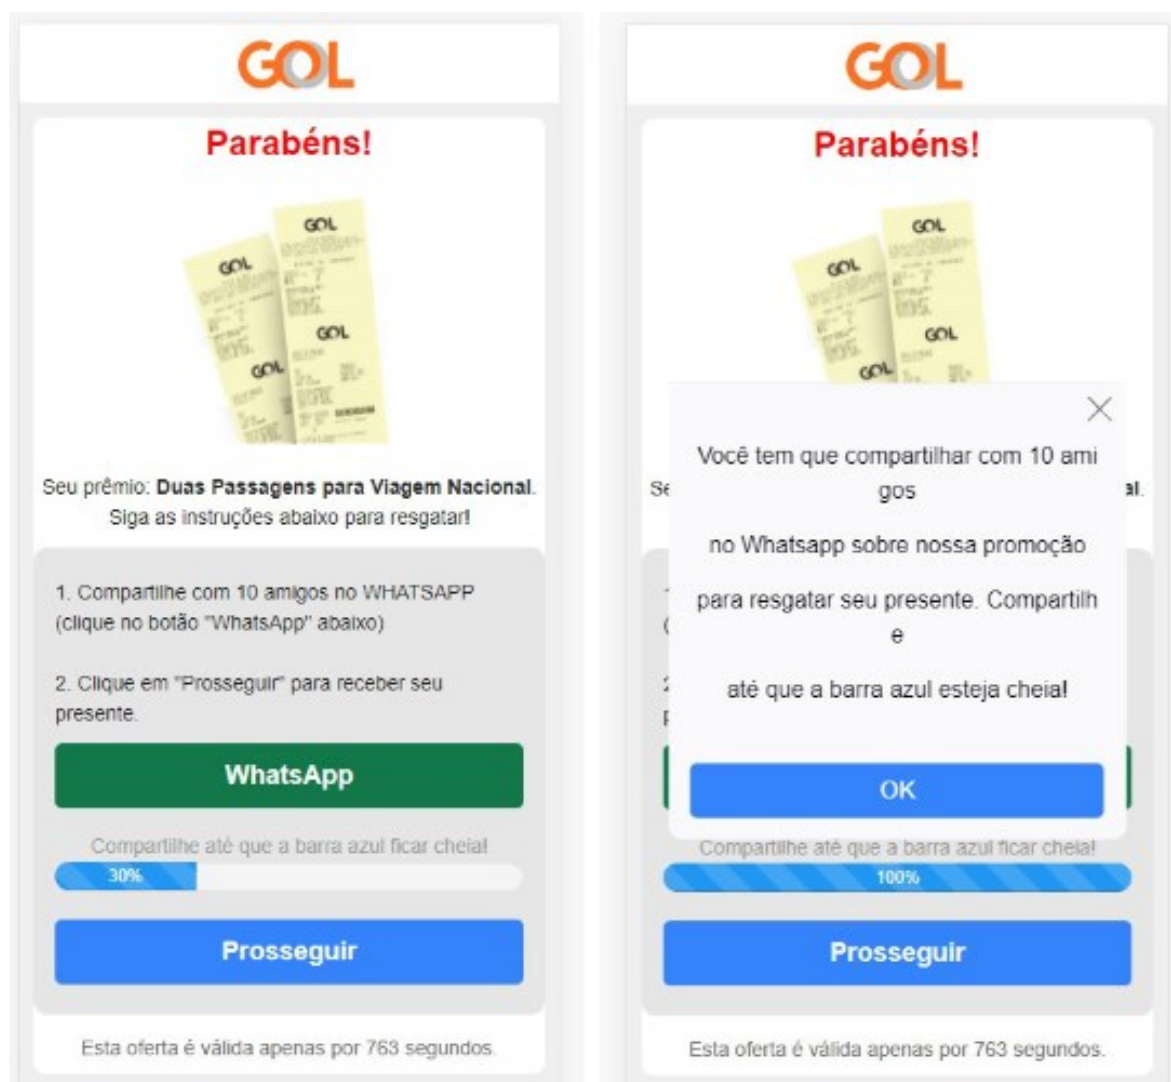 GOL
Parabéns!
GOL
GOL
GOL
GOL
Seu prêmio: Duas Passagens para Viagem Nacional.
Siga as instruções abaixo para resgatar!
1. Compartilhe com 10 amigos no WHATSAPP
(clique no botão "WhatsApp" abaixo)
2. Clique em "Prosseguir" para receber seu
presente.
WhatsApp
Compartilhe até que a barra azul ficar cheia!
30%
Prosseguir
Esta oferta é válida apenas por 763 segundos.
GOL
Parabéns!
GOL
GOL
GOL
GOL
Você tem que compartilhar com 10 ami
gos
no Whatsapp sobre nossa promoção
para resgatar seu presente. Compartilh
e
até que a barra azul esteja cheia!
OK
Compartilhe até que a barra azul ficar cheia!
100%
Prosseguir
Esta oferta é válida apenas por 763 segundos.